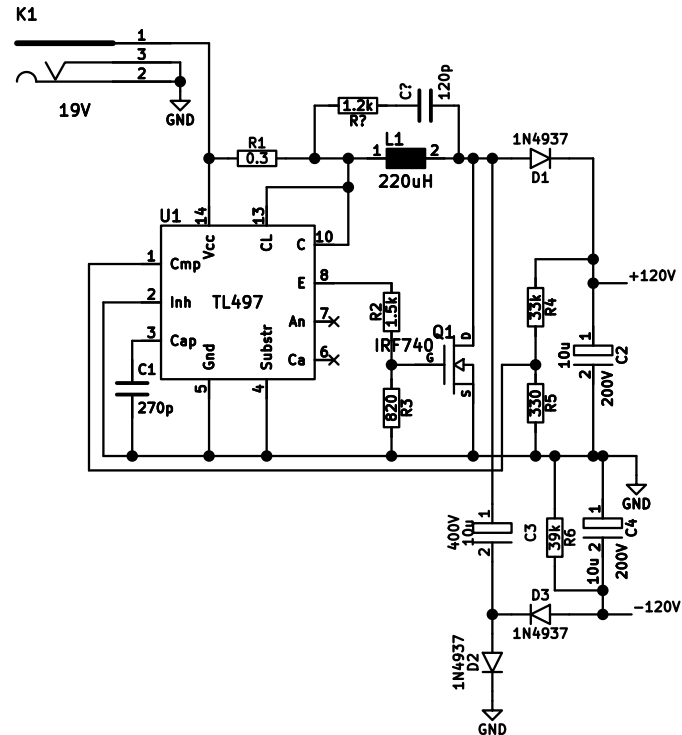 K1
1
3
2
19V
GND
120p
C?
1.2k
R?
R1
0.3
L1
1 2
220uH
1N4937
D1
U1
14
13
Vcc
CL
C 10
1 Cmp
2 Inh
3 Cap
TL497
E 8
An 7
Ca 6
Gnd
Substr
5
4
C1
270p
R2
1.5k
IRF740
Q1
D
G
S
820
R3
33k
R4
330
R5
+120V
1
10u
C2
2
200V
GND
400V
10u
1
2
C3
39k
R6
1
2
C4
10u
200V
D3
1N4937
-120V
1N4937
D2
GND